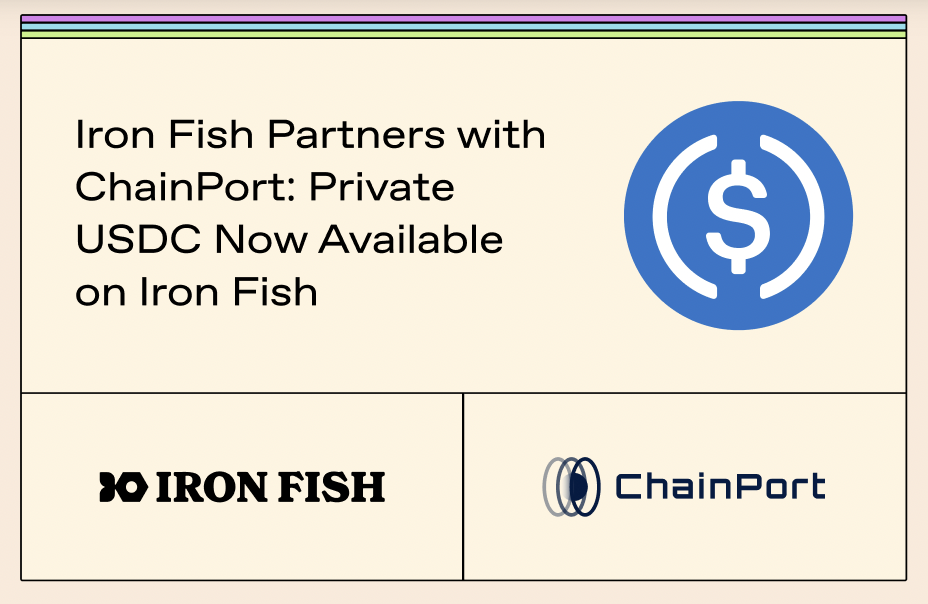 Iron Fish Partners with
ChainPort: Private
USDC Now Available
on Iron Fish
$
IRON FISH
ChainPort